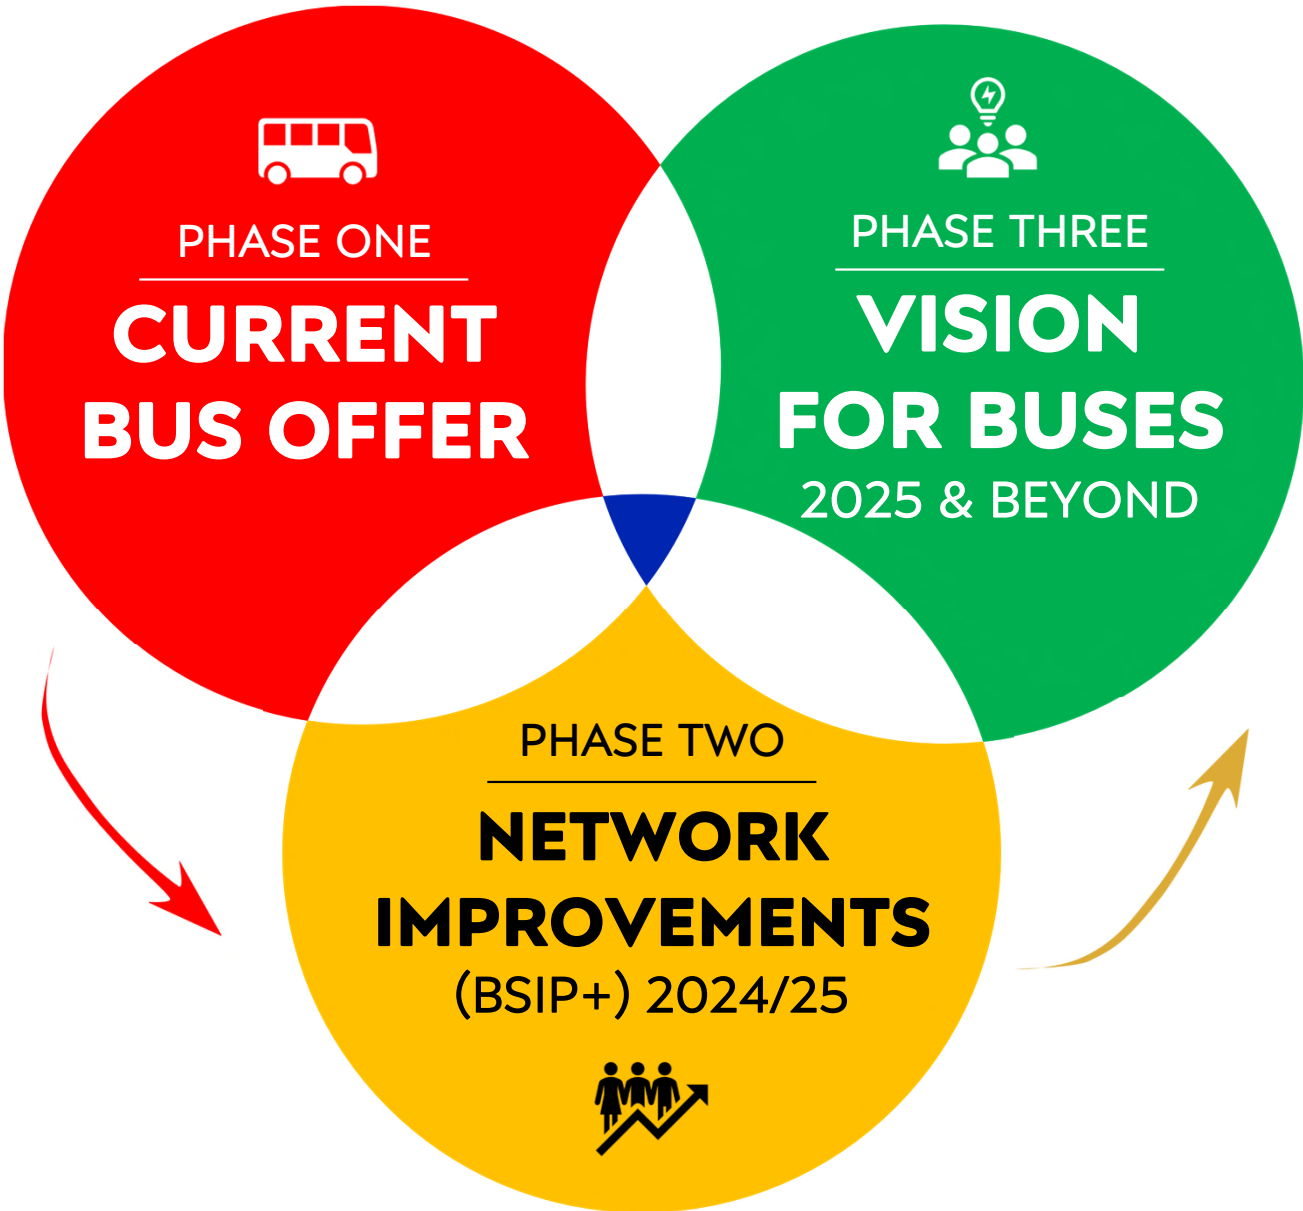 PHASE ONE
CURRENT
BUS OFFER
PHASE THREE
VISION
FOR BUSES
2025 & BEYOND
PHASE TWO
NETWORK
IMPROVEMENTS
(BSIP+) 2024/25